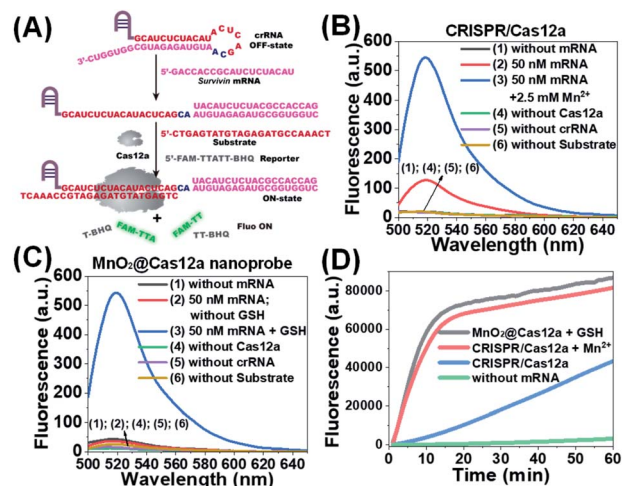 (A)
crRNA
OFF-state
GCAUCUCUACAU
ACUC
AGCA
3'-CUGGUGGCGUAGAGAUGUA
5'-GACCACCGCAUCUCUACAU
Survivin mRNA
GCAUCUCUACAUACUCAGCA
UACAUCUCUACGCCACCAG
AUGUAGAGAUGCGGUGGUC
Cas12a
5'-CTGAGTATGTAGAGATGCCAAACT
Substrate
5'-FAM-TTATT-BHQ Reporter
GCAUCUCUACAUACUCAGCA
TCAAACCGTAGAGATGTATGAGTC
UACAUCUCUACGCCACCAG
AUGUAGAGAUGCGGUGGUC
ON-state
+
T-BHQ
FAM-TTA
FAM-TT
TT-BHQ
Fluo ON
(B)
CRISPR/Cas12a
Fluorescence (a.u.)
600
500
400
300
200
100
0
(1) without mRNA
(2) 50 nM mRNA
(3) 50 nM mRNA
+2.5 mM Mn2+
(4) without Cas12a
(5) without crRNA
(6) without Substrate
(1); (4); (5); (6)
500 520 540 560 580 600 620 640
Wavelength (nm)
(C)
MnO2@Cas12a nanoprobe
Fluorescence (a.u.)
600
500
400
300
200
100
0
(1) without mRNA
(2) 50 nM mRNA;
without GSH
(3) 50 nM mRNA + GSH
(4) without Cas12a
(5) without crRNA
(6) without Substrate
(1); (2); (4); (5); (6)
500 520 540 560 580 600 620 640
Wavelength (nm)
(D)
Fluorescence (a.u.)
80000
60000
40000
20000
0
MnO2@Cas12a + GSH
CRISPR/Cas12a + Mn2+
CRISPR/Cas12a
without mRNA
0 10 20 30 40 50 60
Time (min)